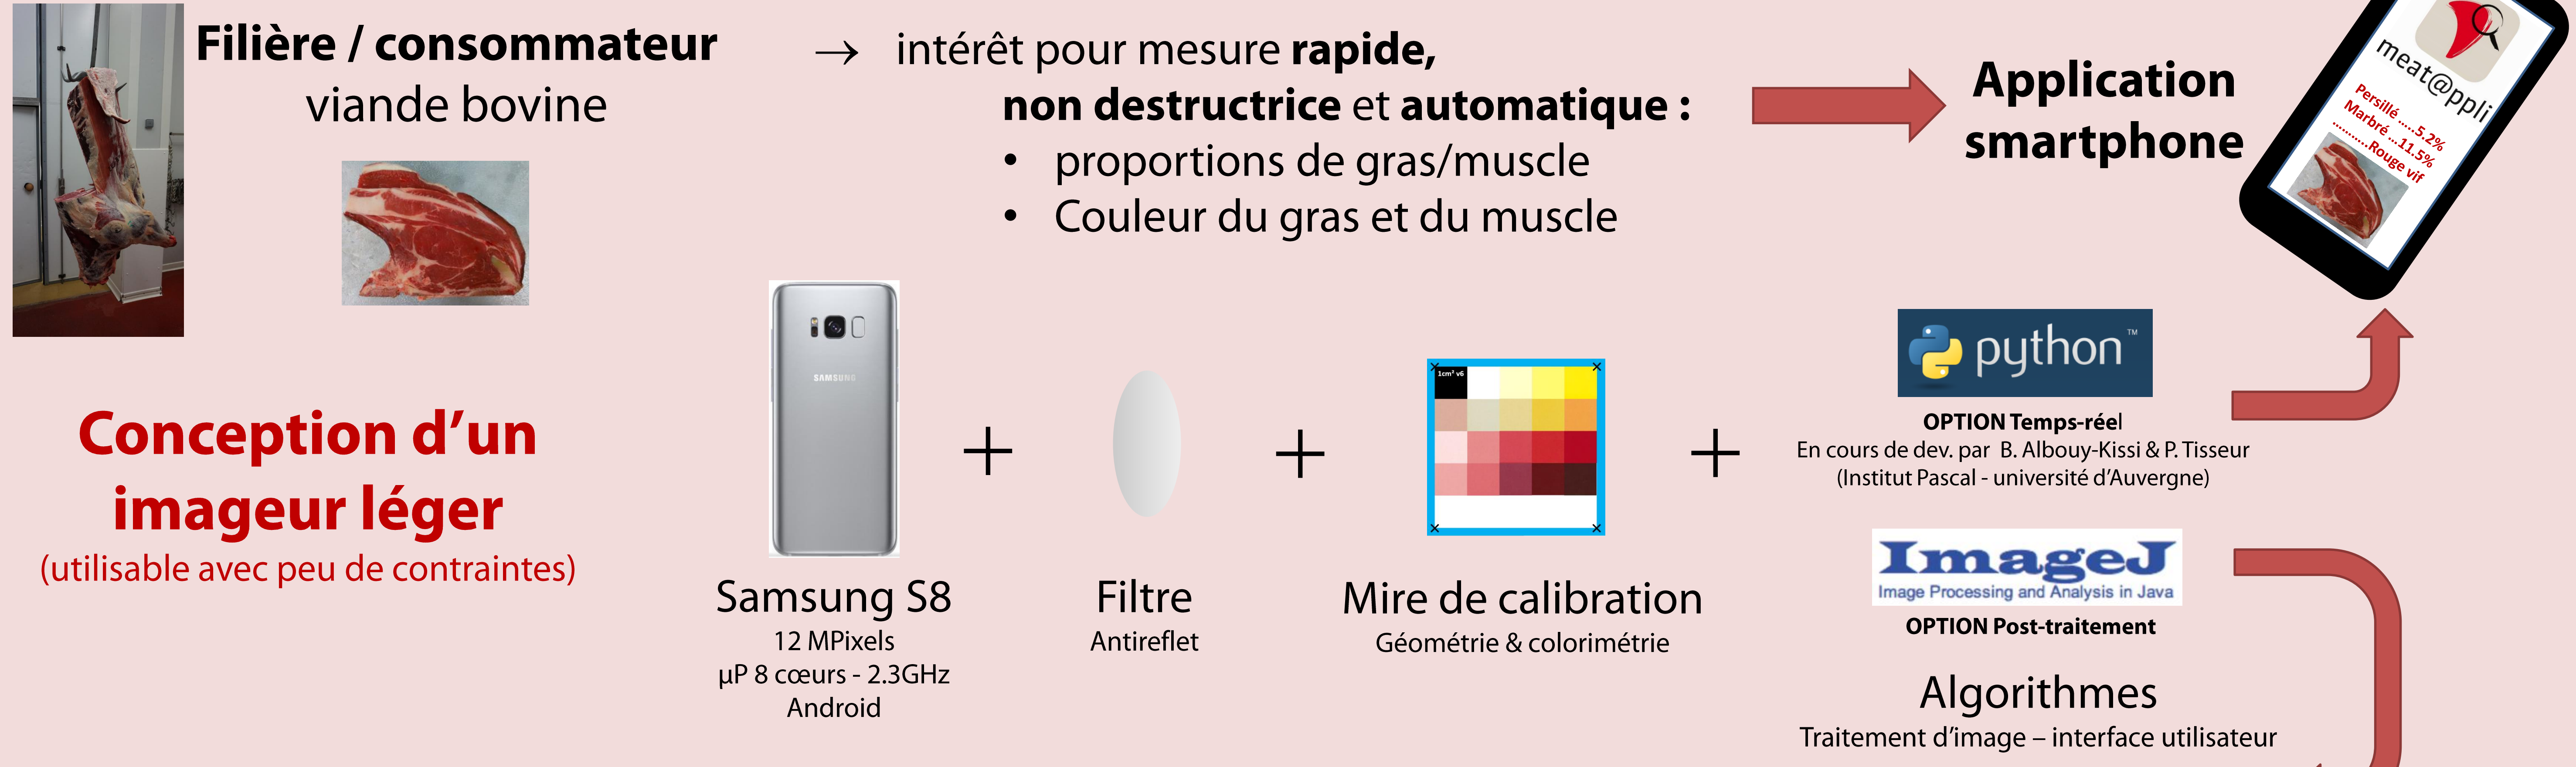 Filière / consommateur
viande bovine
→ intérêt pour mesure rapide,
non destructrice et automatique :
• proportions de gras/muscle
• Couleur du gras et du muscle
Application
smartphone
meat@ppli
Persillé .....5.2%
Marbré ...11.5%
............Rouge vif
Conception d’un
imageur léger
(utilisable avec peu de contraintes)
SAMSUNG
Samsung S8
12 MPixels
µP 8 cœurs - 2.3GHz
Android
+
Filtre
Antireflet
+
1cm² v6
Mire de calibration
Géométrie & colorimétrie
+
python™
OPTION Temps-réel
En cours de dev. par B. Albouy-Kissi & P. Tisseur
(Institut Pascal - université d’Auvergne)
ImageJ
Image Processing and Analysis in Java
OPTION Post-traitement
Algorithmes
Traitement d’image – interface utilisateur